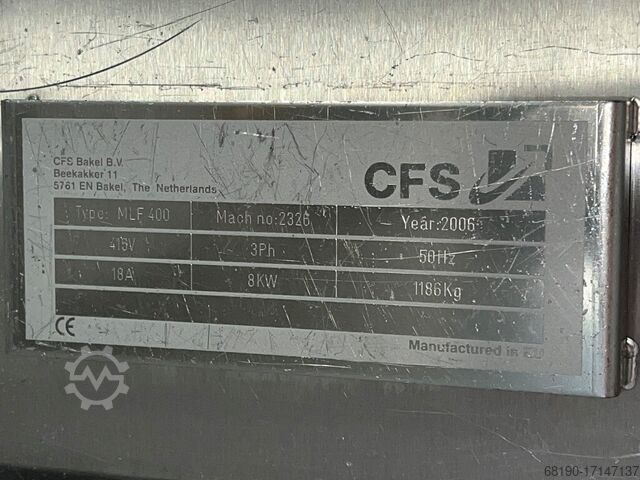 CFS Bakel B.V.
Beekakker 11
5761 EN Bakel, The Netherlands
CFS
Type: MLF 400 Mach no:2326 Year:2006
415V 3Ph 50Hz
18A 8KW 1186Kg
CE
Manufactured in EU
68190-17147137